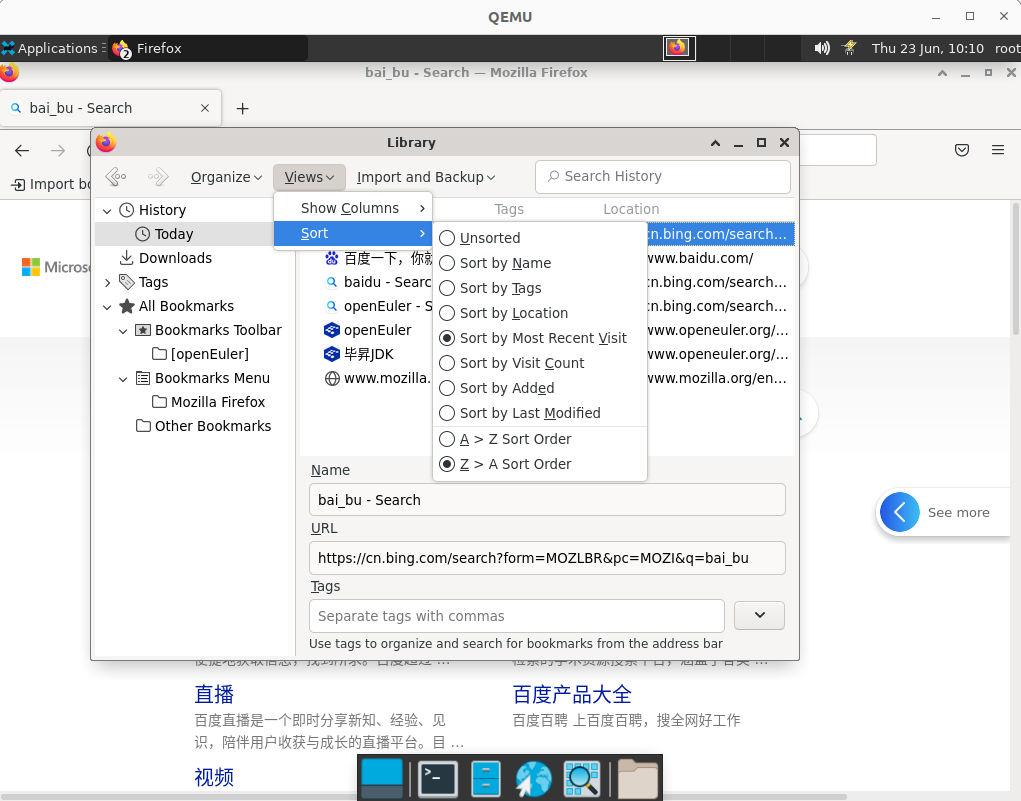 QEMU
Applications
2
Firefox
Thu 23 Jun, 10:10
root
bai_bu - Search — Mozilla Firefox
bai_bu - Search
Import bo
Library
Organize
Views
Import and Backup
Search History
Show Columns
Sort
Tags
Location
History
Today
Downloads
Tags
All Bookmarks
Bookmarks Toolbar
[openEuler]
Bookmarks Menu
Mozilla Firefox
Other Bookmarks
cn.bing.com/search...
百度一下，你就
www.baidu.com/
baidu - Searc
cn.bing.com/search...
openEuler - S
cn.bing.com/search...
openEuler
www.openeuler.org/...
毕昇JDK
www.openeuler.org/...
www.mozilla.
www.mozilla.org/en...
Unsorted
Sort by Name
Sort by Tags
Sort by Location
Sort by Most Recent Visit
Sort by Visit Count
Sort by Added
Sort by Last Modified
A > Z Sort Order
Z > A Sort Order
Name
bai_bu - Search
URL
https://cn.bing.com/search?form=MOZLBR&pc=MOZI&q=bai_bu
Tags
Separate tags with commas
Use tags to organize and search for bookmarks from the address bar
Microso
See more
直播
百度直播是一个即时分享新知、经验、见
识，陪伴用户收获与成长的直播平台。目 ...
视频
百度产品大全
百度百聘 上百度百聘，搜全网好工作